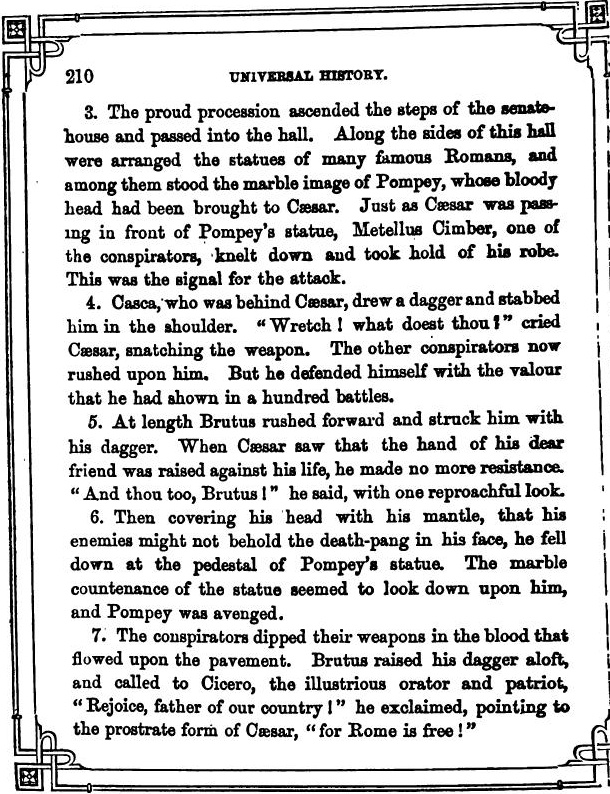 210 UNIVERSAL HISTORY.
3. The proud procession ascended the steps of the senate-
house and passed into the hall. Along the sides of this hall
were arranged the statues of many famous Romans, and
among them stood the marble image of Pompey, whose bloody
head had been brought to Cæsar. Just as Cæsar was pass-
ing in front of Pompey's statue, Metellus Cimber, one of
the conspirators, knelt down and took hold of his robe.
This was the signal for the attack.
4. Casca, who was behind Cæsar, drew a dagger and stabbed
him in the shoulder. "Wretch! what doest thou?" cried
Cæsar, snatching the weapon. The other conspirators now
rushed upon him. But he defended himself with the valour
that he had shown in a hundred battles.
5. At length Brutus rushed forward and struck him with
his dagger. When Cæsar saw that the hand of his dear
friend was raised against his life, he made no more resistance.
"And thou too, Brutus!" he said, with one reproachful look.
6. Then covering his head with his mantle, that his
enemies might not behold the death-pang in his face, he fell
down at the pedestal of Pompey's statue. The marble
countenance of the statue seemed to look down upon him,
and Pompey was avenged.
7. The conspirators dipped their weapons in the blood that
flowed upon the pavement. Brutus raised his dagger aloft,
and called to Cicero, the illustrious orator and patriot,
"Rejoice, father of our country!" he exclaimed, pointing to
the prostrate form of Cæsar, "for Rome is free!"